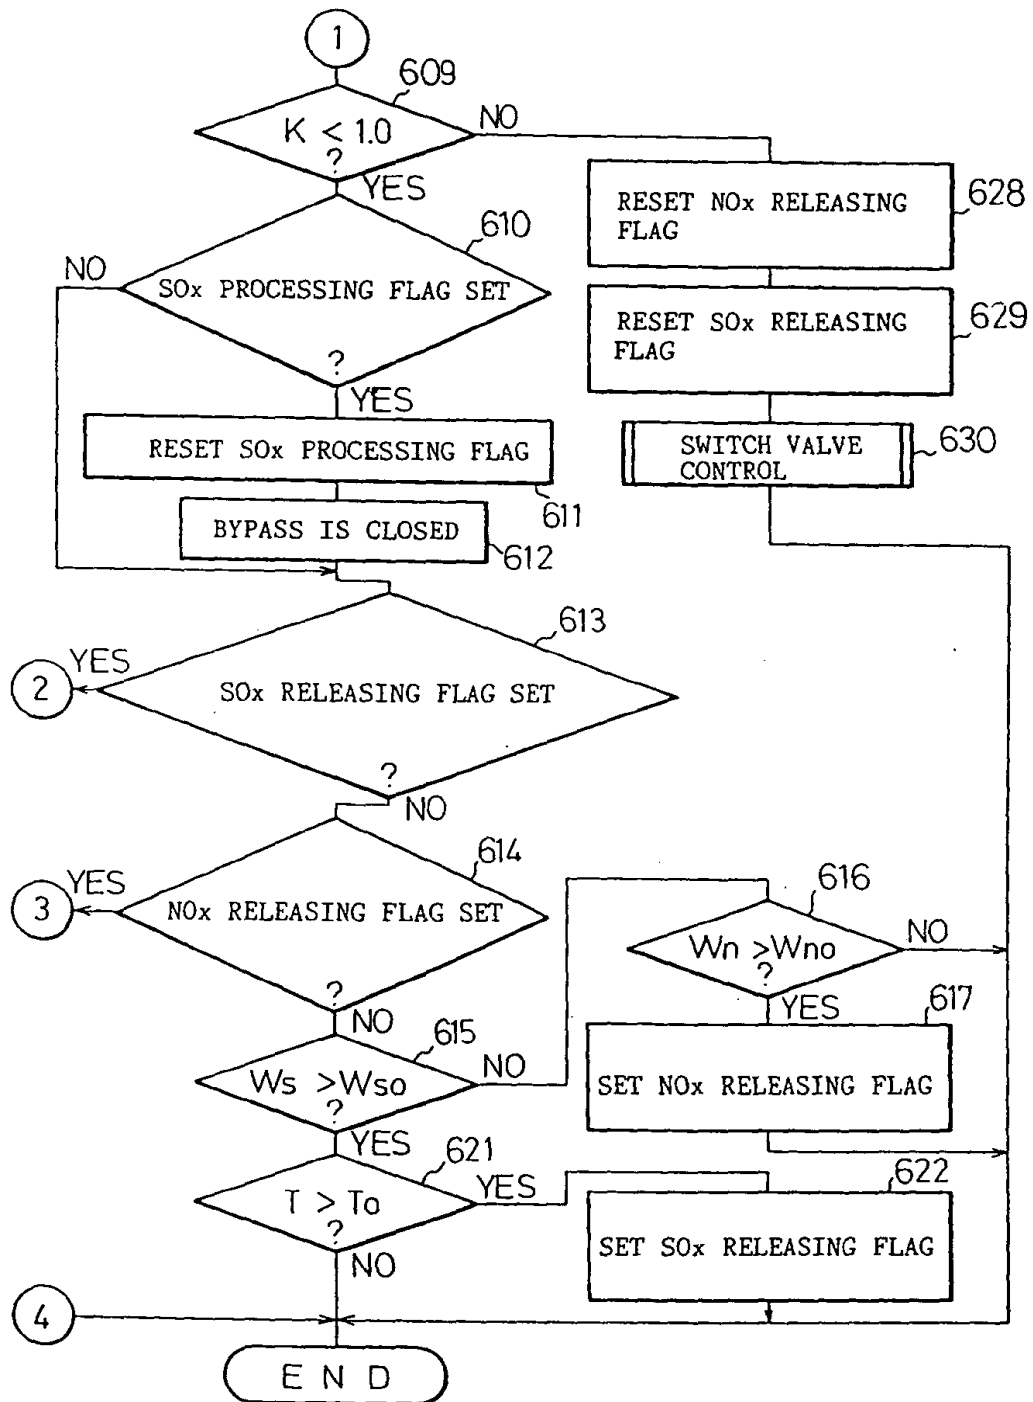 1
609
K < 1.0
?
NO
YES
RESET NOx RELEASING
FLAG
628
610
NO
SOx PROCESSING FLAG SET
?
YES
RESET SOx RELEASING
FLAG
629
RESET SOx PROCESSING FLAG
611
SWITCH VALVE
CONTROL
630
BYPASS IS CLOSED
612
613
YES
2
SOx RELEASING FLAG SET
?
NO
614
YES
3
NOx RELEASING FLAG SET
?
NO
616
Wn >Wno
?
NO
YES
615
Ws >Wso
?
NO
YES
617
SET NOx RELEASING FLAG
621
T > To
?
YES
NO
622
SET SOx RELEASING FLAG
4
END